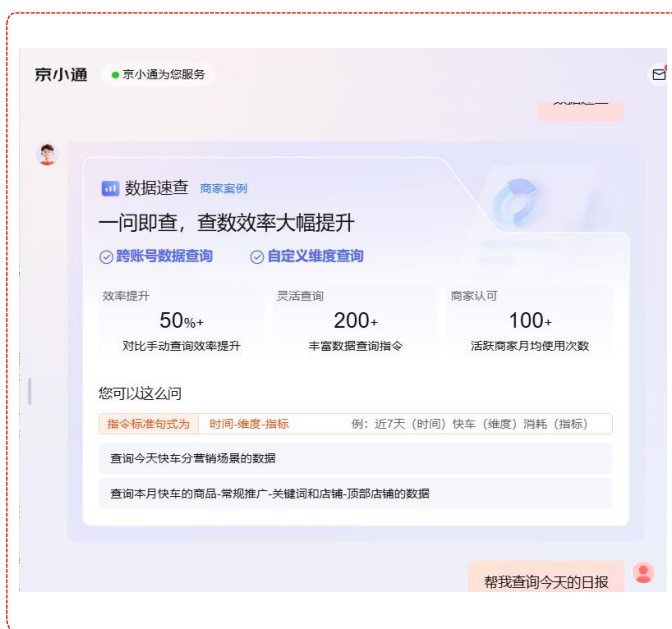 京小通 京小通为您服务
数据速查
数据速查 商家案例
一问即查，查数效率大幅提升
跨账号数据查询 自定义维度查询
效率提升 灵活查询 商家认可
50%+ 200+ 100+
对比手动查询效率提升 丰富数据查询指令 活跃商家月均使用次数
您可以这么问
指令标准句式为 时间-维度-指标 例：近7天（时间）快车（维度）消耗（指标）
查询今天快车分营销场景的数据
查询本月快车的商品-常规推广-关键词和店铺-顶部店铺的数据
帮我查询今天的日报